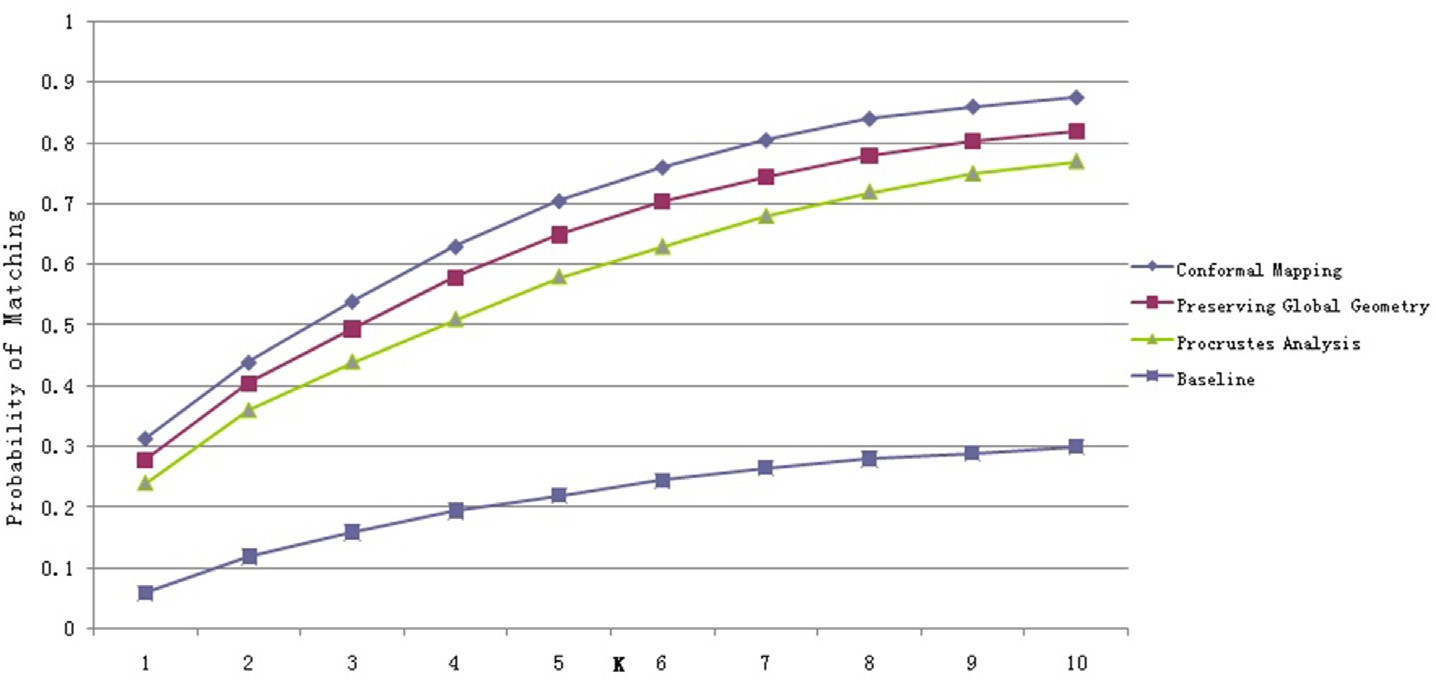 1
0.9
0.8
0.7
0.6
0.5
0.4
0.3
0.2
0.1
0
Probability of Matching
1 2 3 4 5 K 6 7 8 9 10
Conformal Mapping
Preserving Global Geometry
Procrustes Analysis
Baseline